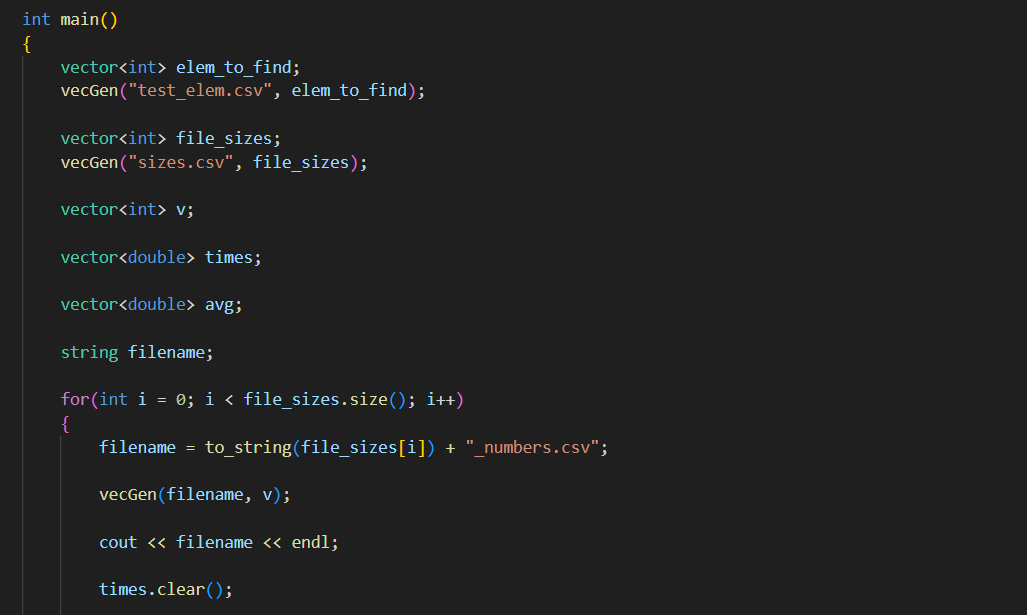 int main()
{
    vector<int> elem_to_find;
    vecGen("test_elem.csv", elem_to_find);

    vector<int> file_sizes;
    vecGen("sizes.csv", file_sizes);

    vector<int> v;

    vector<double> times;

    vector<double> avg;

    string filename;

    for(int i = 0; i < file_sizes.size(); i++)
    {
        filename = to_string(file_sizes[i]) + "_numbers.csv";

        vecGen(filename, v);

        cout << filename << endl;

        times.clear();